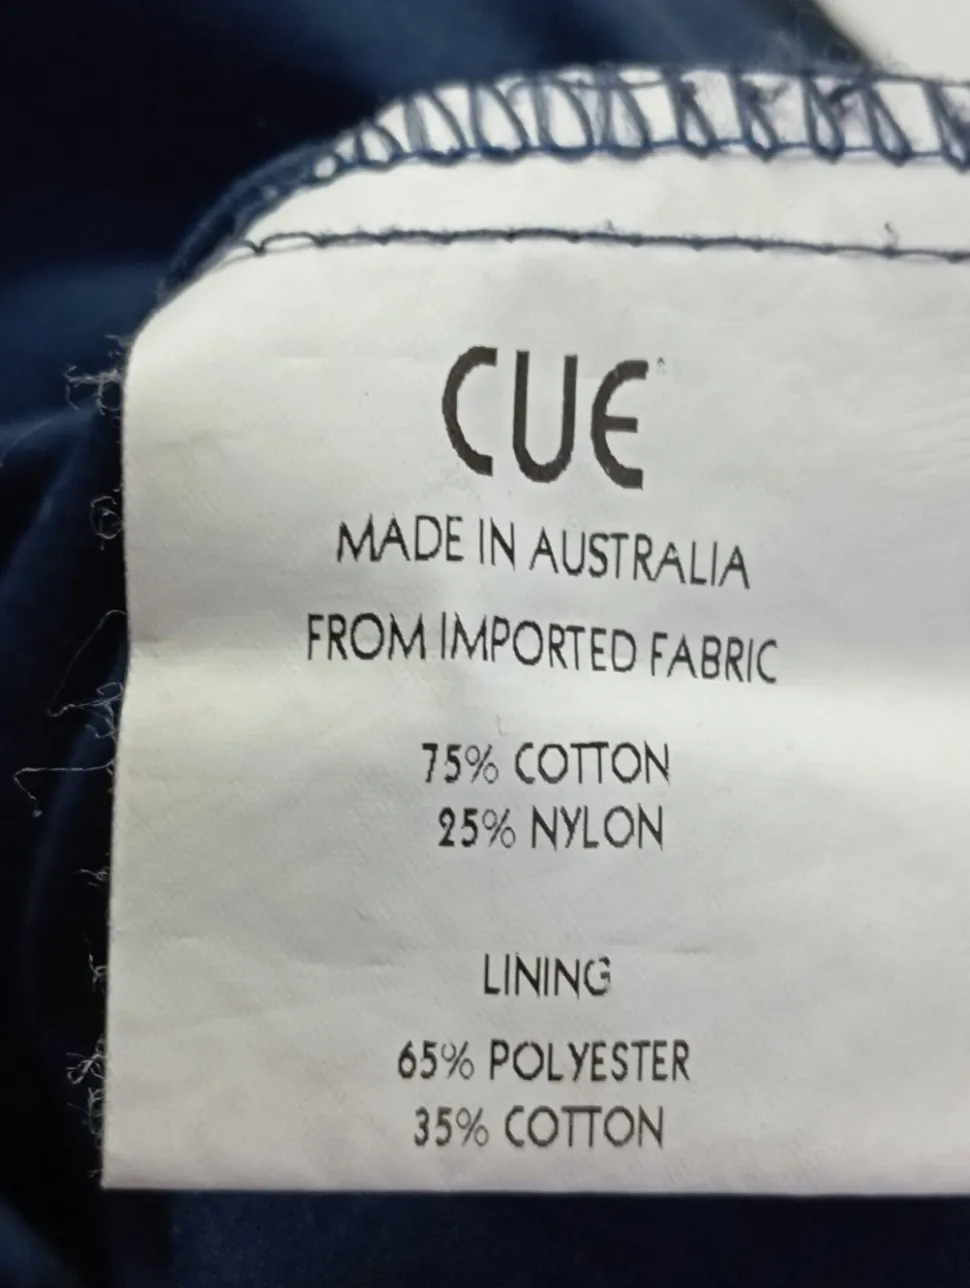 CUE
MADE IN AUSTRALIA
FROM IMPORTED FABRIC
75% COTTON
25% NYLON
LINING
65% POLYESTER
35% COTTON